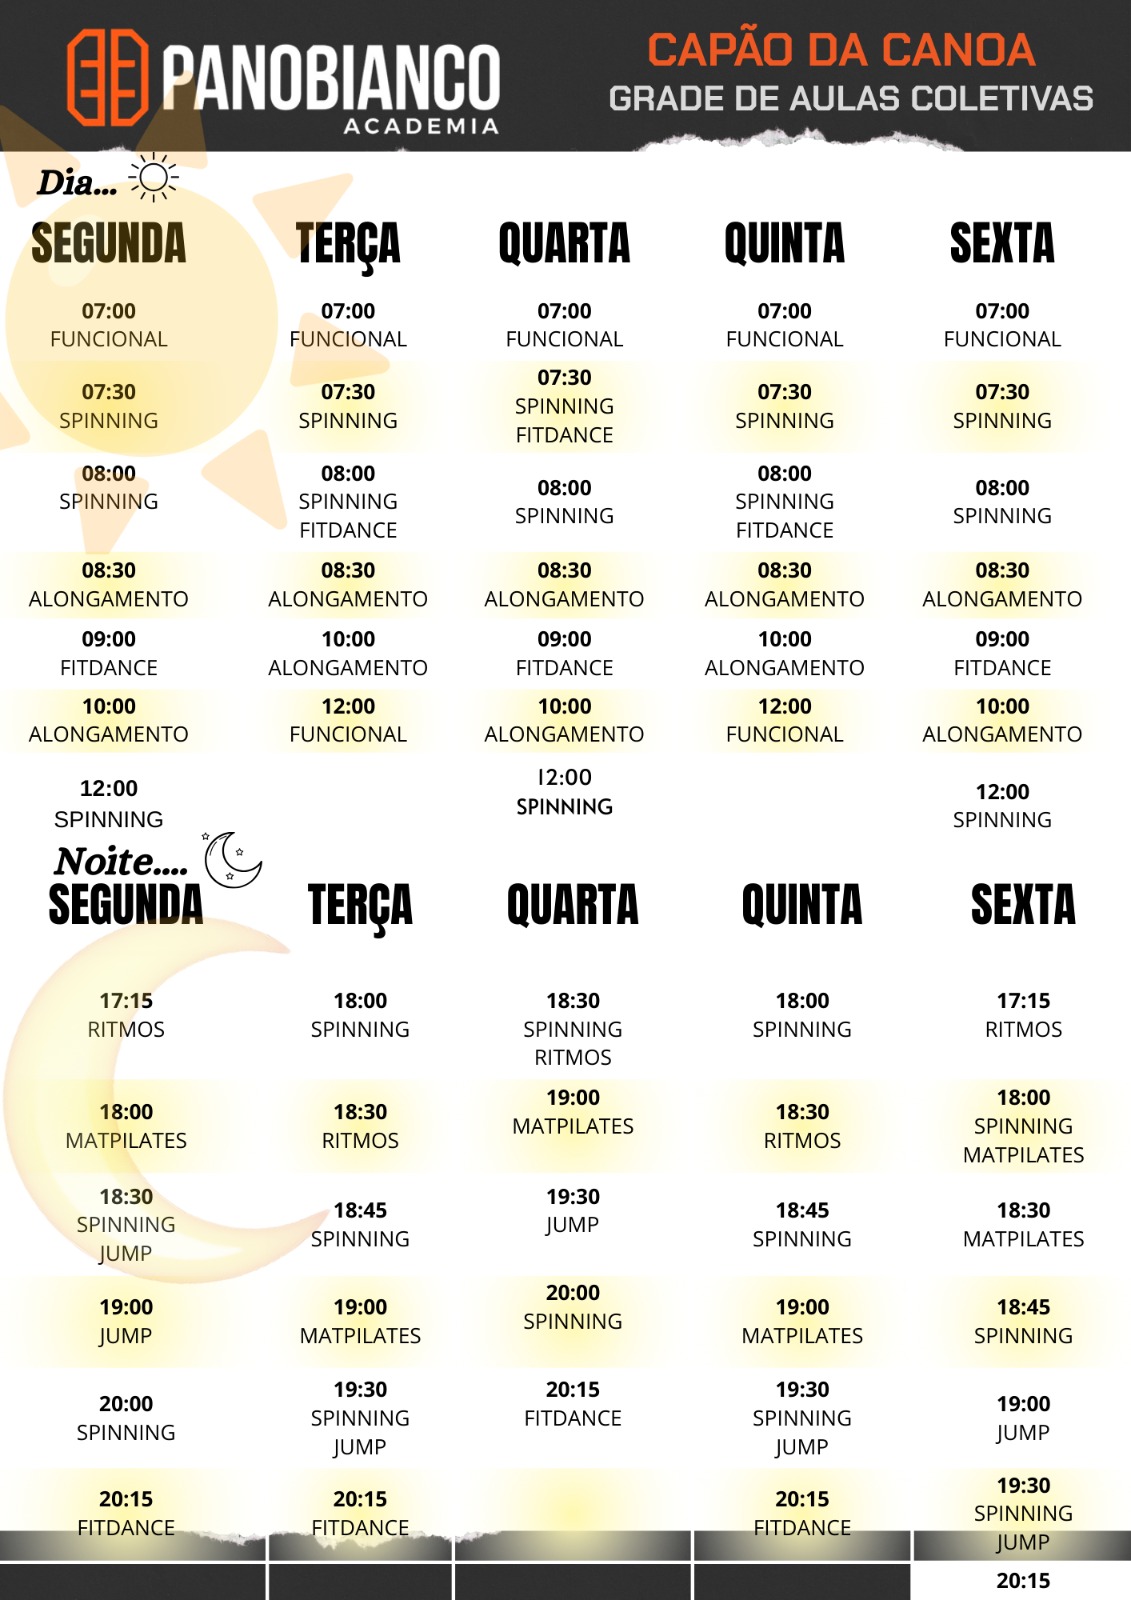 PANOBIANCO
ACADEMIA
CAPÃO DA CANOA
GRADE DE AULAS COLETIVAS
Dia...
SEGUNDA TERÇA QUARTA QUINTA SEXTA
07:00 07:00 07:00 07:00 07:00
FUNCIONAL FUNCIONAL FUNCIONAL FUNCIONAL FUNCIONAL
07:30
SPINNING
07:30
SPINNING
07:30
SPINNING
FITDANCE
07:30
SPINNING
07:30
SPINNING
08:00
SPINNING
08:00
SPINNING
FITDANCE
08:00
SPINNING
08:00
SPINNING
FITDANCE
08:00
SPINNING
08:30 08:30 08:30 08:30 08:30
ALONGAMENTO ALONGAMENTO ALONGAMENTO ALONGAMENTO ALONGAMENTO
09:00 10:00 09:00 10:00 09:00
FITDANCE ALONGAMENTO FITDANCE ALONGAMENTO FITDANCE
10:00 12:00 10:00 12:00 10:00
ALONGAMENTO FUNCIONAL ALONGAMENTO FUNCIONAL ALONGAMENTO
12:00
SPINNING
12:00
SPINNING
12:00
SPINNING
Noite....
SEGUNDA TERÇA QUARTA QUINTA SEXTA
17:15
RITMOS
18:00
SPINNING
18:30
SPINNING
RITMOS
18:00
SPINNING
17:15
RITMOS
18:00
MATPILATES
18:30
RITMOS
19:00
MATPILATES
18:30
RITMOS
18:00
SPINNING
MATPILATES
18:30
SPINNING
JUMP
18:45
SPINNING
19:30
JUMP
18:45
SPINNING
18:30
MATPILATES
19:00
JUMP
19:00
MATPILATES
20:00
SPINNING
19:00
MATPILATES
18:45
SPINNING
20:00
SPINNING
19:30
SPINNING
JUMP
20:15
FITDANCE
19:30
SPINNING
JUMP
19:00
JUMP
20:15
FITDANCE
20:15
FITDANCE
20:15
FITDANCE
19:30
SPINNING
JUMP
20:15